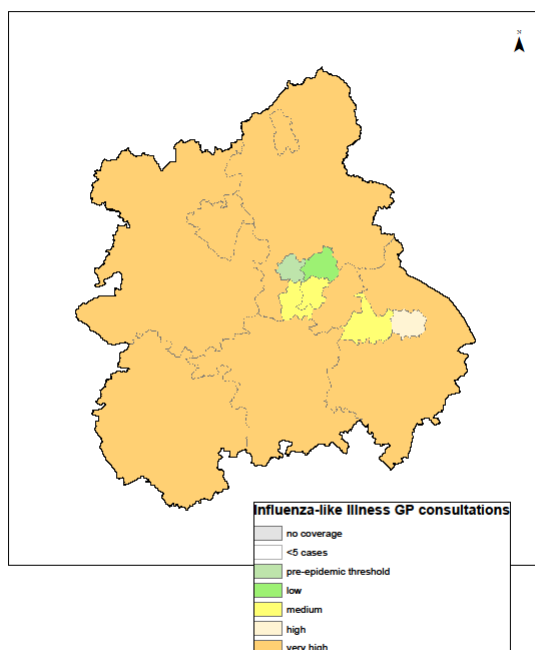 Influenza-like Illness GP consultations
no coverage
<5 cases
pre-epidemic threshold
low
medium
high
very high